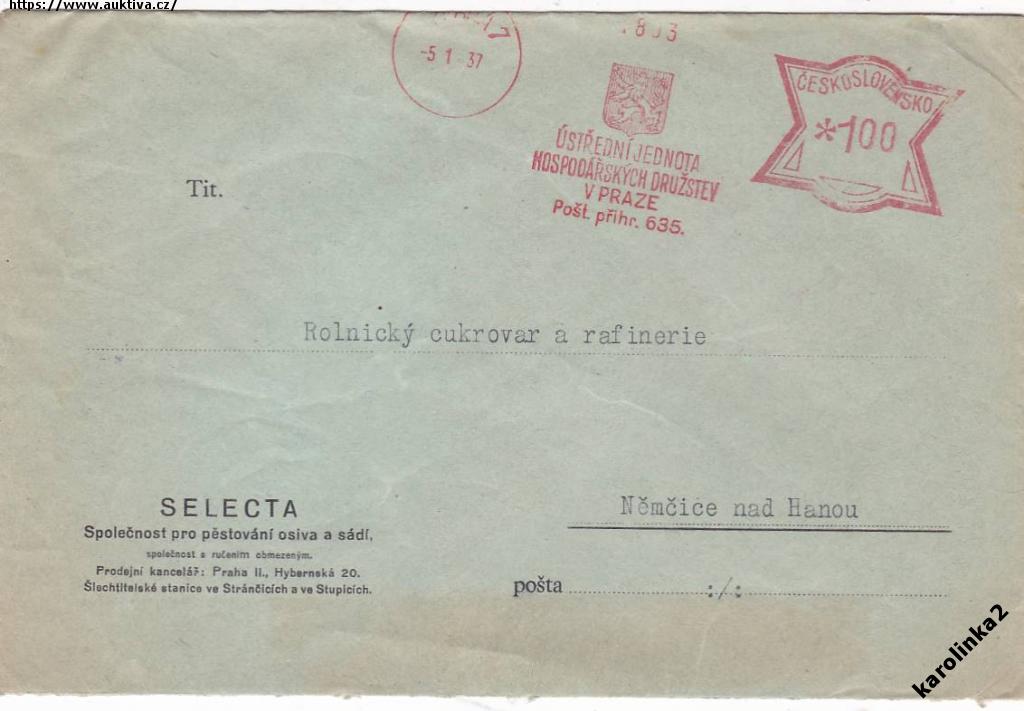 https://www.auktiva.cz/
-5 1 37
ČESKOSLOVENSKO
*100
ÚSTŘEDNÍ JEDNOTA
HOSPODÁŘSKÝCH DRUŽSTEV
V PRAZE
Pošt. přihr. 635.
Tit.
Rolnický cukrovar a rafinerie
SELECTA
Společnost pro pěstování osiva a sádí,
společnost s ručením obmezeným.
Prodejní kancelář: Praha II., Hybernská 20.
Šlechtitelské stanice ve Stránčicích a ve Stupicích.
Němčice nad Hanou
pošta :/:
karolinka2